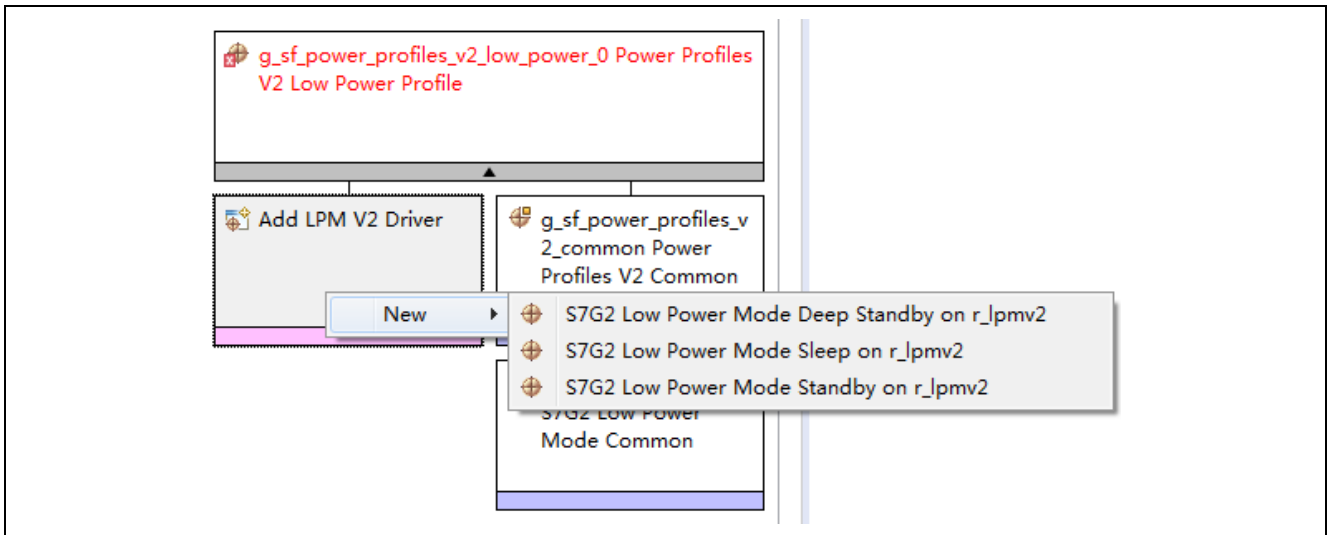 g_sf_power_profiles_v2_low_power_0 Power Profiles
V2 Low Power Profile
Add LPM V2 Driver
g_sf_power_profiles_v
2_common Power
Profiles V2 Common
New
S7G2 Low Power Mode Deep Standby on r_lpmv2
S7G2 Low Power Mode Sleep on r_lpmv2
S7G2 Low Power Mode Standby on r_lpmv2
S7G2 Low Power
Mode Common